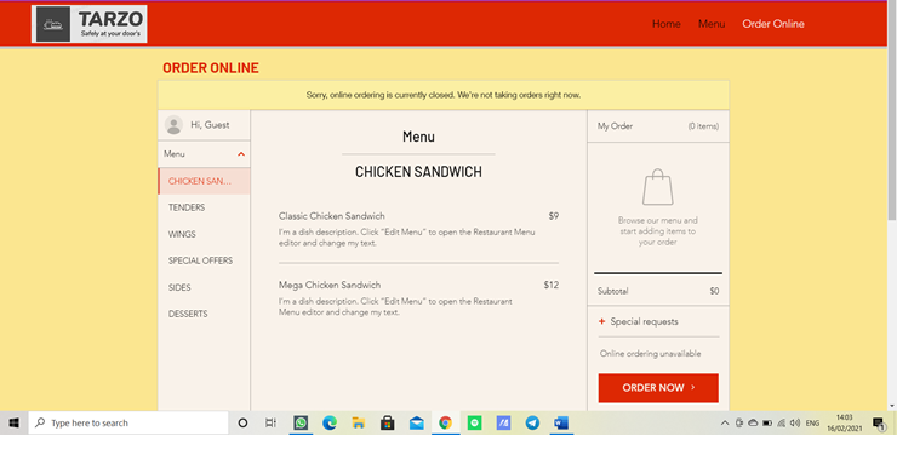 TARZO
Safely at your door's
Home Menu Order Online
ORDER ONLINE
Sorry, online ordering is currently closed. We're not taking orders right now.
Hi, Guest
Menu
CHICKEN SAN...
TENDERS
WINGS
SPECIAL OFFERS
SIDES
DESSERTS
Menu
CHICKEN SANDWICH
Classic Chicken Sandwich $9
I'm a dish description. Click "Edit Menu" to open the Restaurant Menu
editor and change my text.
Mega Chicken Sandwich $12
I'm a dish description. Click "Edit Menu" to open the Restaurant
Menu editor and change my text.
My Order (0 items)
Browse our menu and
start adding items to
your order
Subtotal $0
+ Special requests
Online ordering unavailable
ORDER NOW >
Type here to search
ENG
14:03
16/02/2021